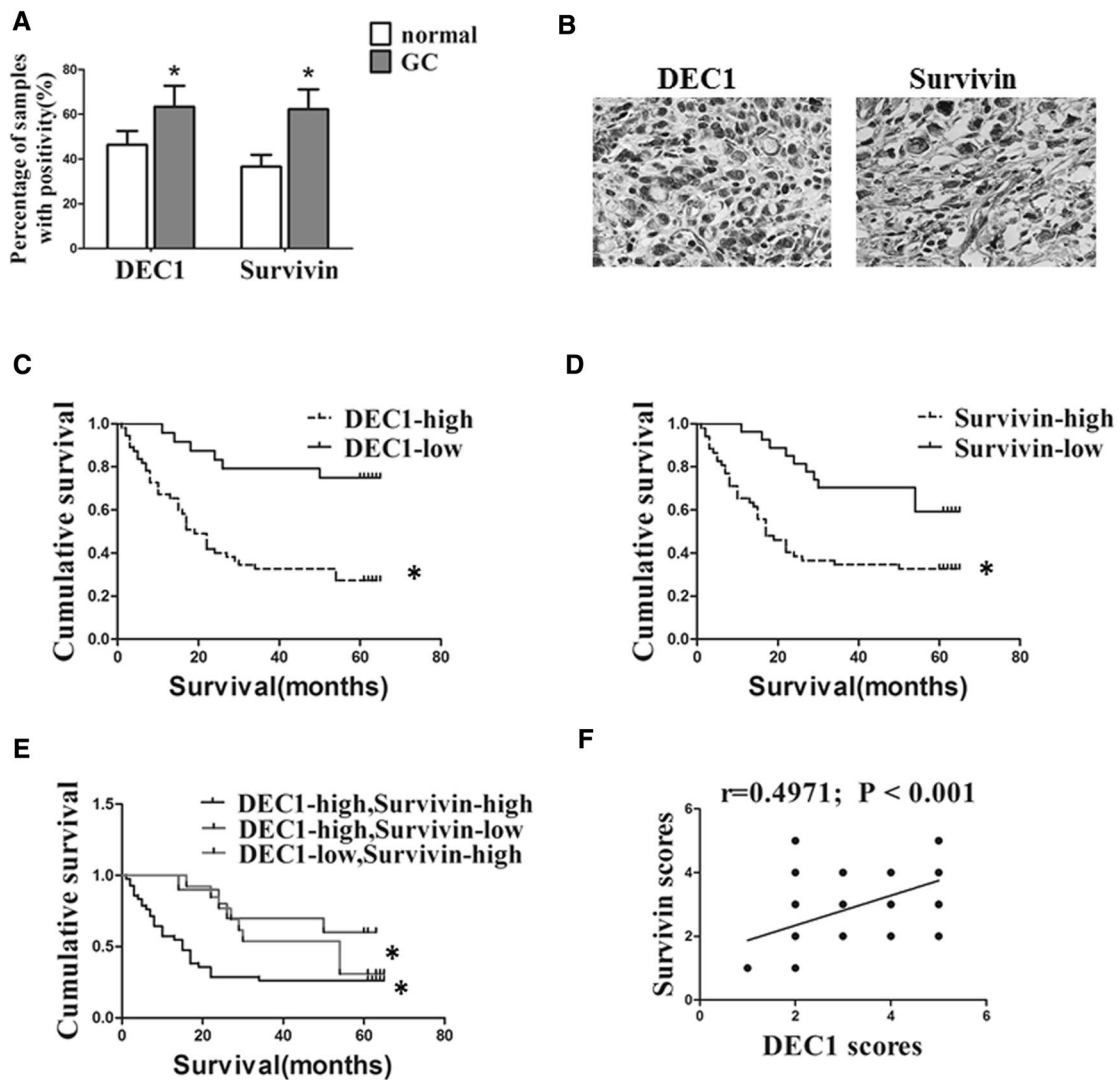 A
normal
GC
Percentage of samples
with positivity(%)
80
60
40
20
0
*
*
DEC1
Survivin
B
DEC1
Survivin
C
DEC1-high
DEC1-low
Cumulative survival
1.0
0.8
0.6
0.4
0.2
0.0
*
0
20
40
60
80
Survival(months)
D
Survivin-high
Survivin-low
Cumulative survival
1.0
0.8
0.6
0.4
0.2
0.0
*
0
20
40
60
80
Survival(months)
E
DEC1-high,Survivin-high
DEC1-high,Survivin-low
DEC1-low,Survivin-high
Cumulative survival
1.5
1.0
0.5
0.0
*
*
0
20
40
60
80
Survival(months)
F
r=0.4971; P < 0.001
Survivin scores
6
4
2
0
0
2
4
6
DEC1 scores